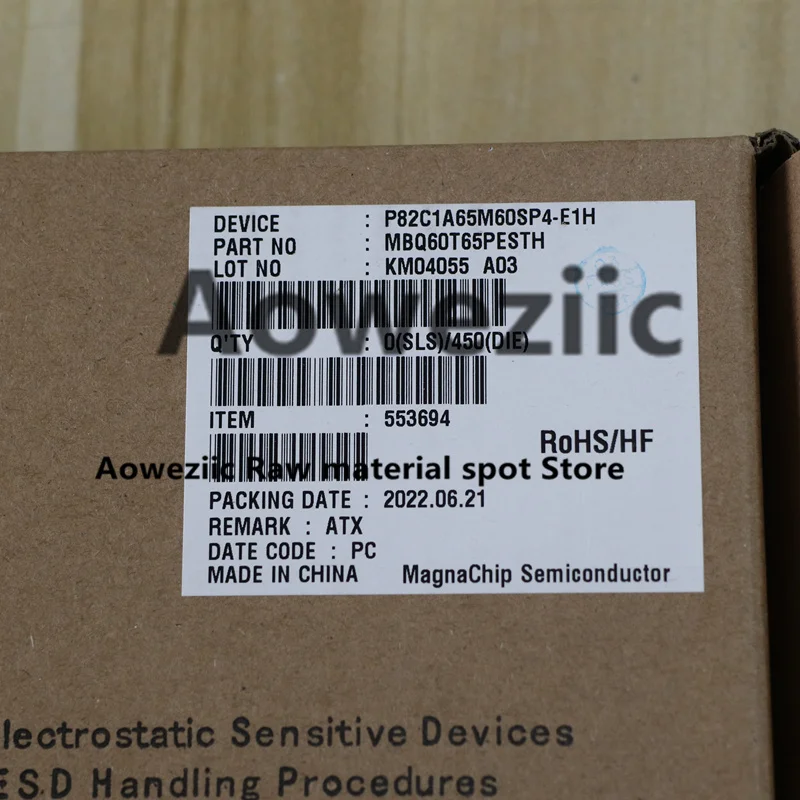 DEVICE : P82C1A65M60SP4-E1H
PART NO : MBQ60T65PESTH
LOT NO : KM04055 A03
Aoweziic
Q'TY : 0(SLS)/450(DIE)
ITEM : 553694
RoHS/HF
Aoweziic Raw material spot Store
PACKING DATE : 2022.06.21
REMARK : ATX
DATE CODE : PC
MADE IN CHINA MagnaChip Semiconductor
lectrostatic Sensitive Devices
ESD Handling Procedures